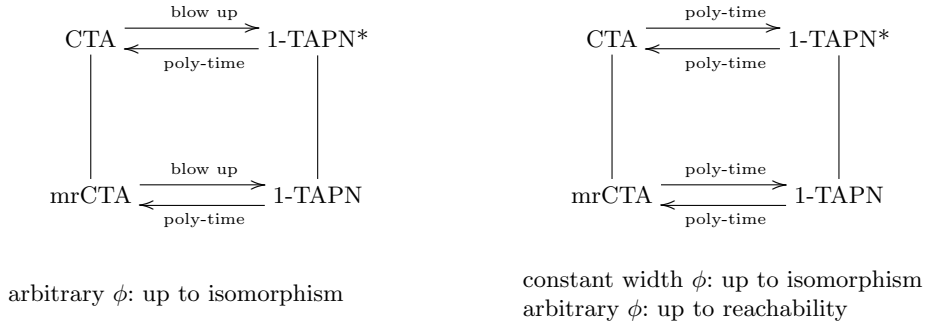 blow up
CTA 1-TAPN*
poly-time
blow up
mrCTA 1-TAPN
poly-time
arbitrary ϕ: up to isomorphism
poly-time
CTA 1-TAPN*
poly-time
poly-time
mrCTA 1-TAPN
poly-time
constant width ϕ: up to isomorphism
arbitrary ϕ: up to reachability